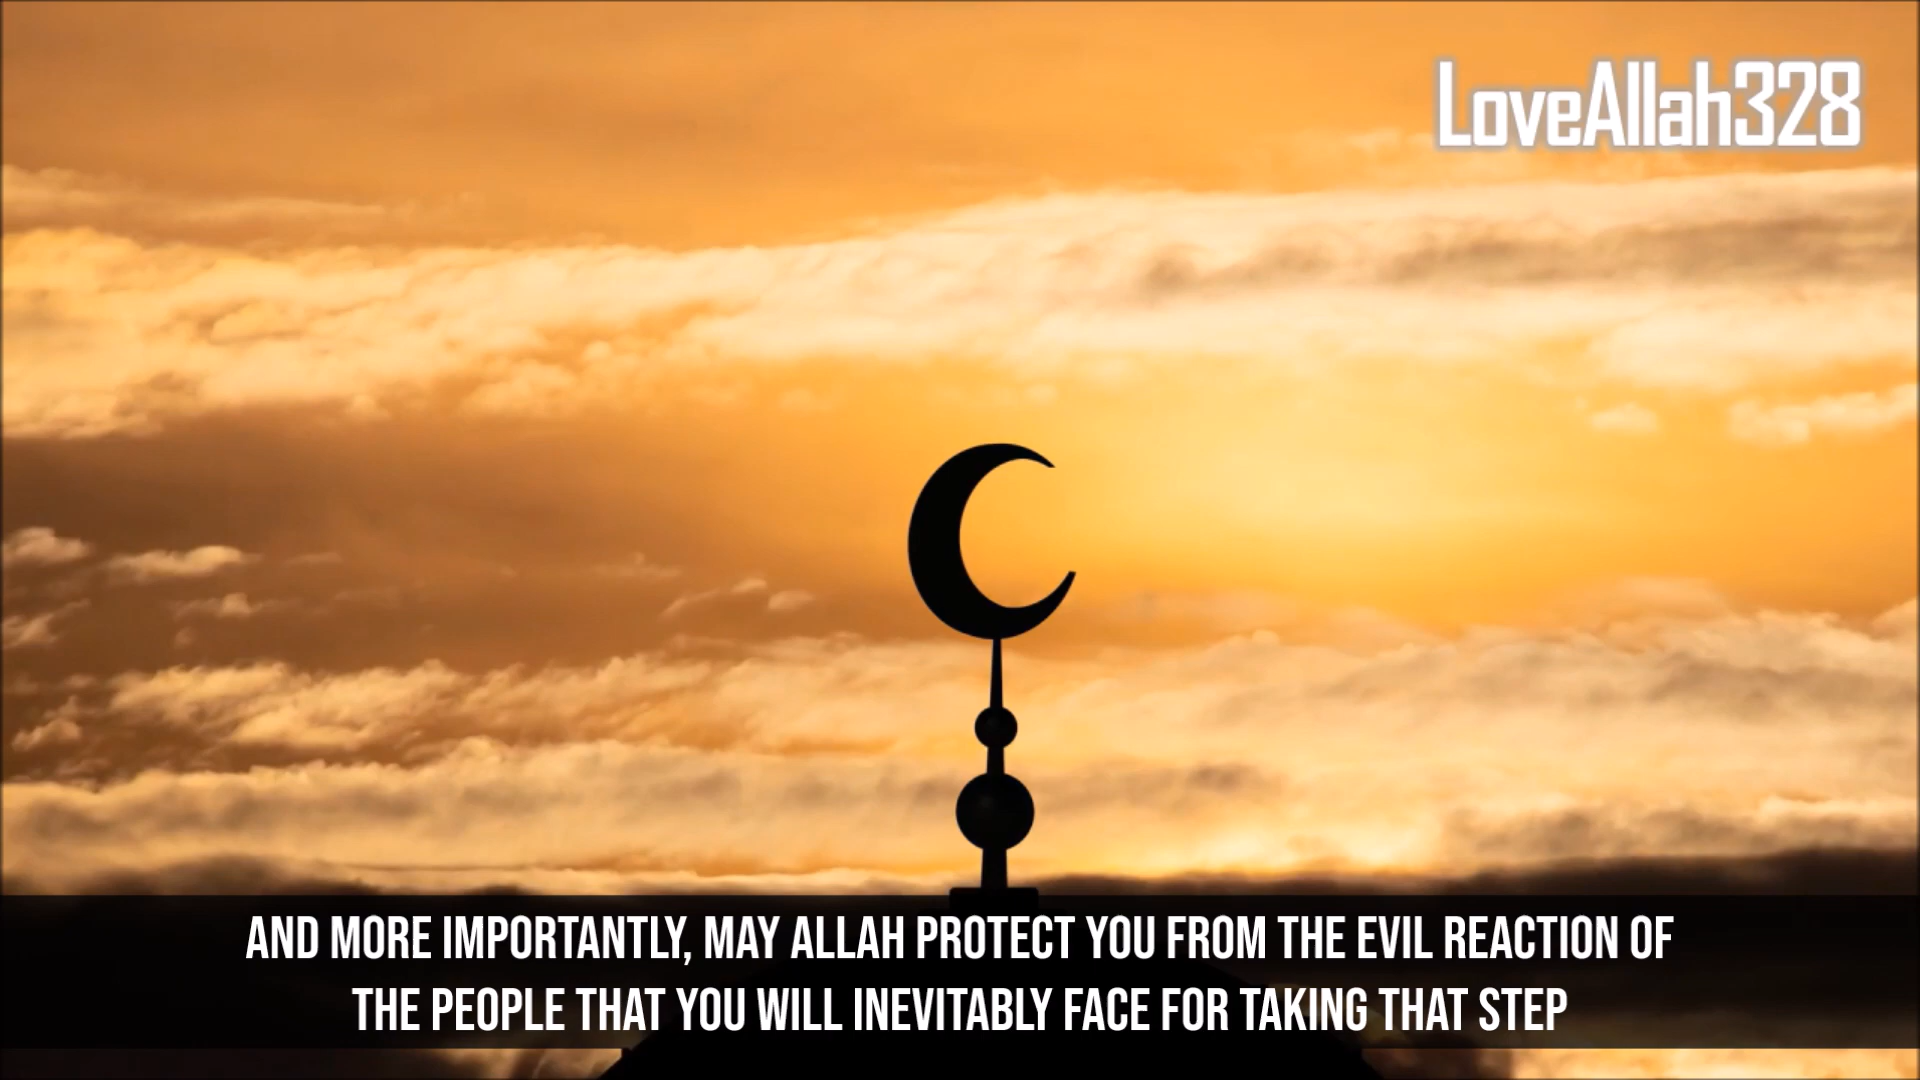 LoveAllah328
AND MORE IMPORTANTLY, MAY ALLAH PROTECT YOU FROM THE EVIL REACTION OF
THE PEOPLE THAT YOU WILL INEVITABLY FACE FOR TAKING THAT STEP